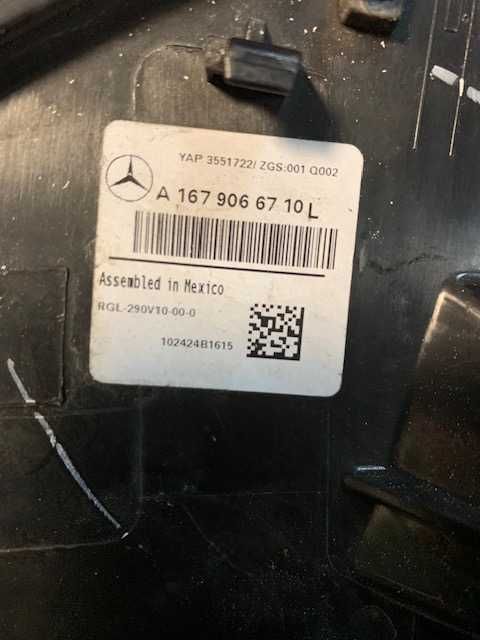 YAP 3551722/ ZGS:001 Q002
A 167 906 67 10 L
Assembled in Mexico
RGL-290V10-00-0
102424B1615